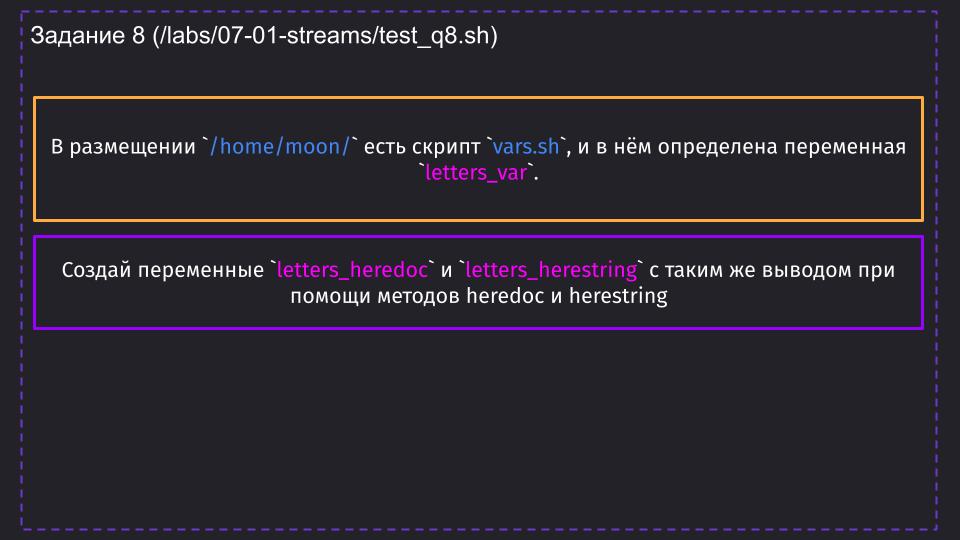 Задание 8 (/labs/07-01-streams/test_q8.sh)
В размещении `/home/moon/` есть скрипт `vars.sh`, и в нём определена переменная
`letters_var`.
Создай переменные `letters_heredoc` и `letters_herestring` с таким же выводом при
помощи методов heredoc и herestring